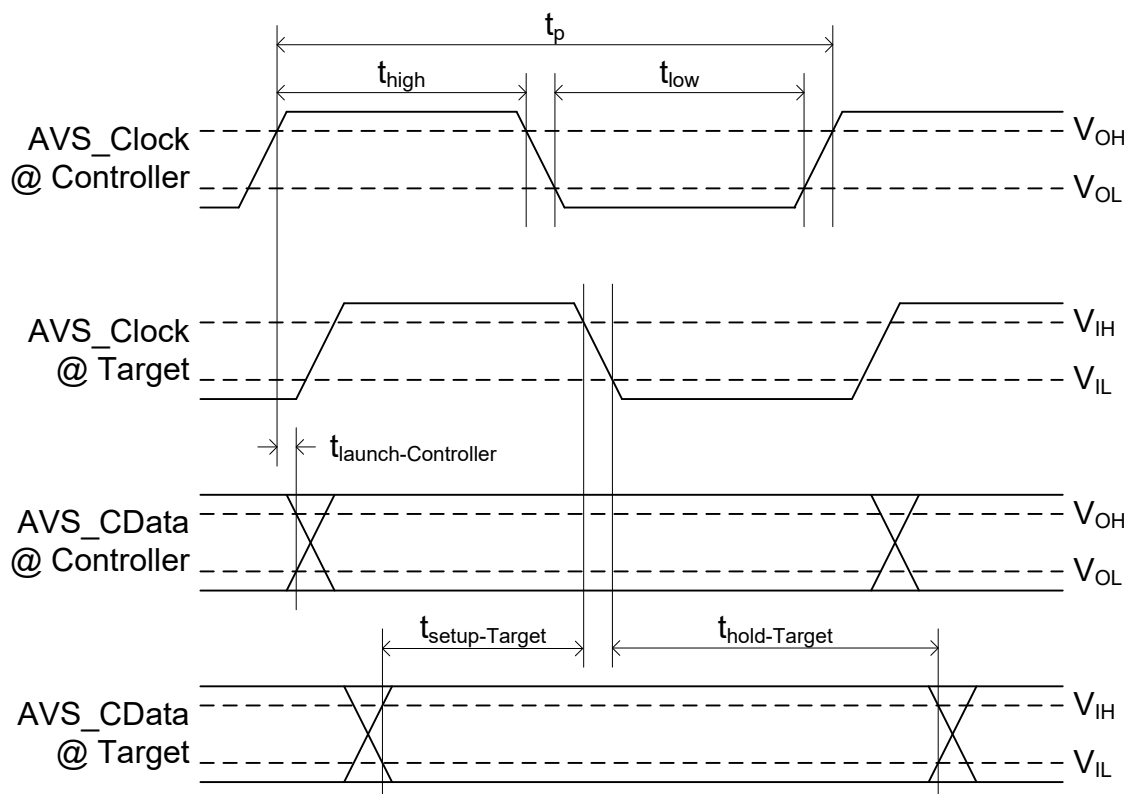 tp
thigh
tlow
AVS_Clock
@ Controller
VOH
VOL
AVS_Clock
@ Target
VIH
VIL
tlaunch-Controller
AVS_CData
@ Controller
VOH
VOL
tsetup-Target
thold-Target
AVS_CData
@ Target
VIH
VIL